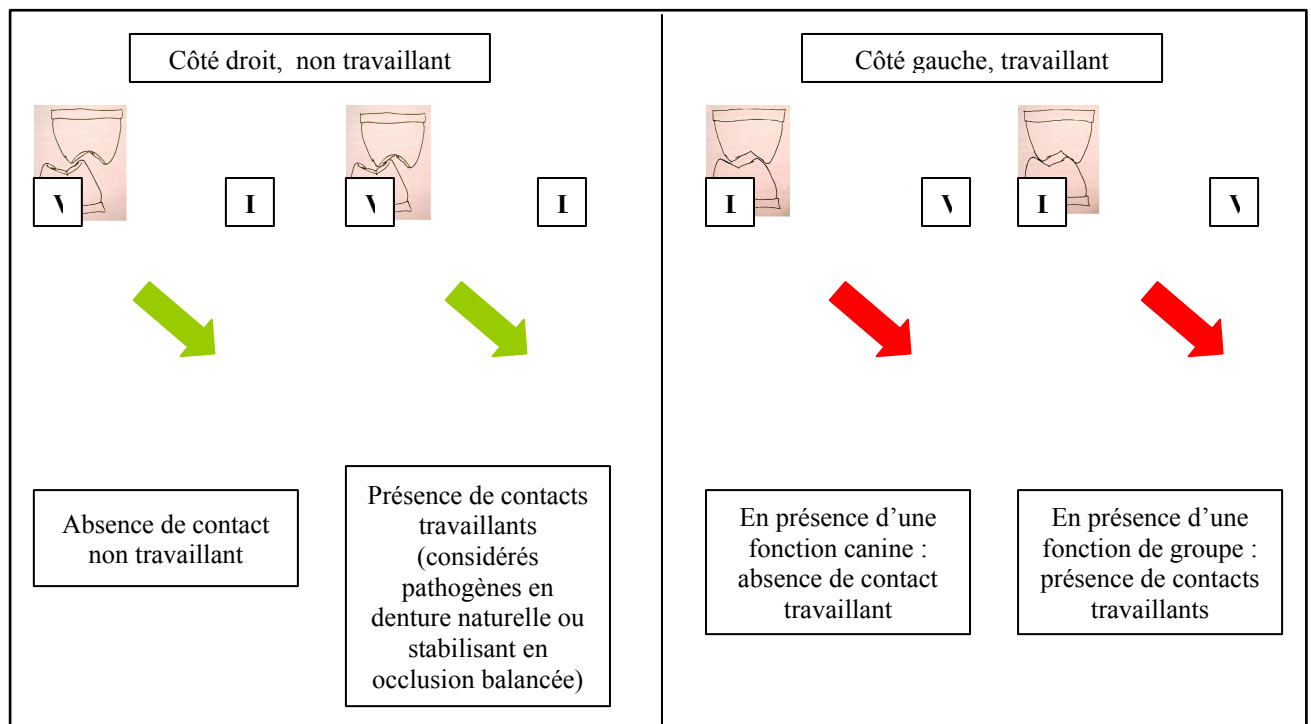 Côté droit, non travaillant
V
I
V
I
Absence de contact
non travaillant
Présence de contacts
travaillants
(considérés
pathogènes en
denture naturelle ou
stabilisant en
occlusion balancée)
Côté gauche, travaillant
I
V
I
V
En présence d’une
fonction canine :
absence de contact
travaillant
En présence d’une
fonction de groupe :
présence de contacts
travaillants